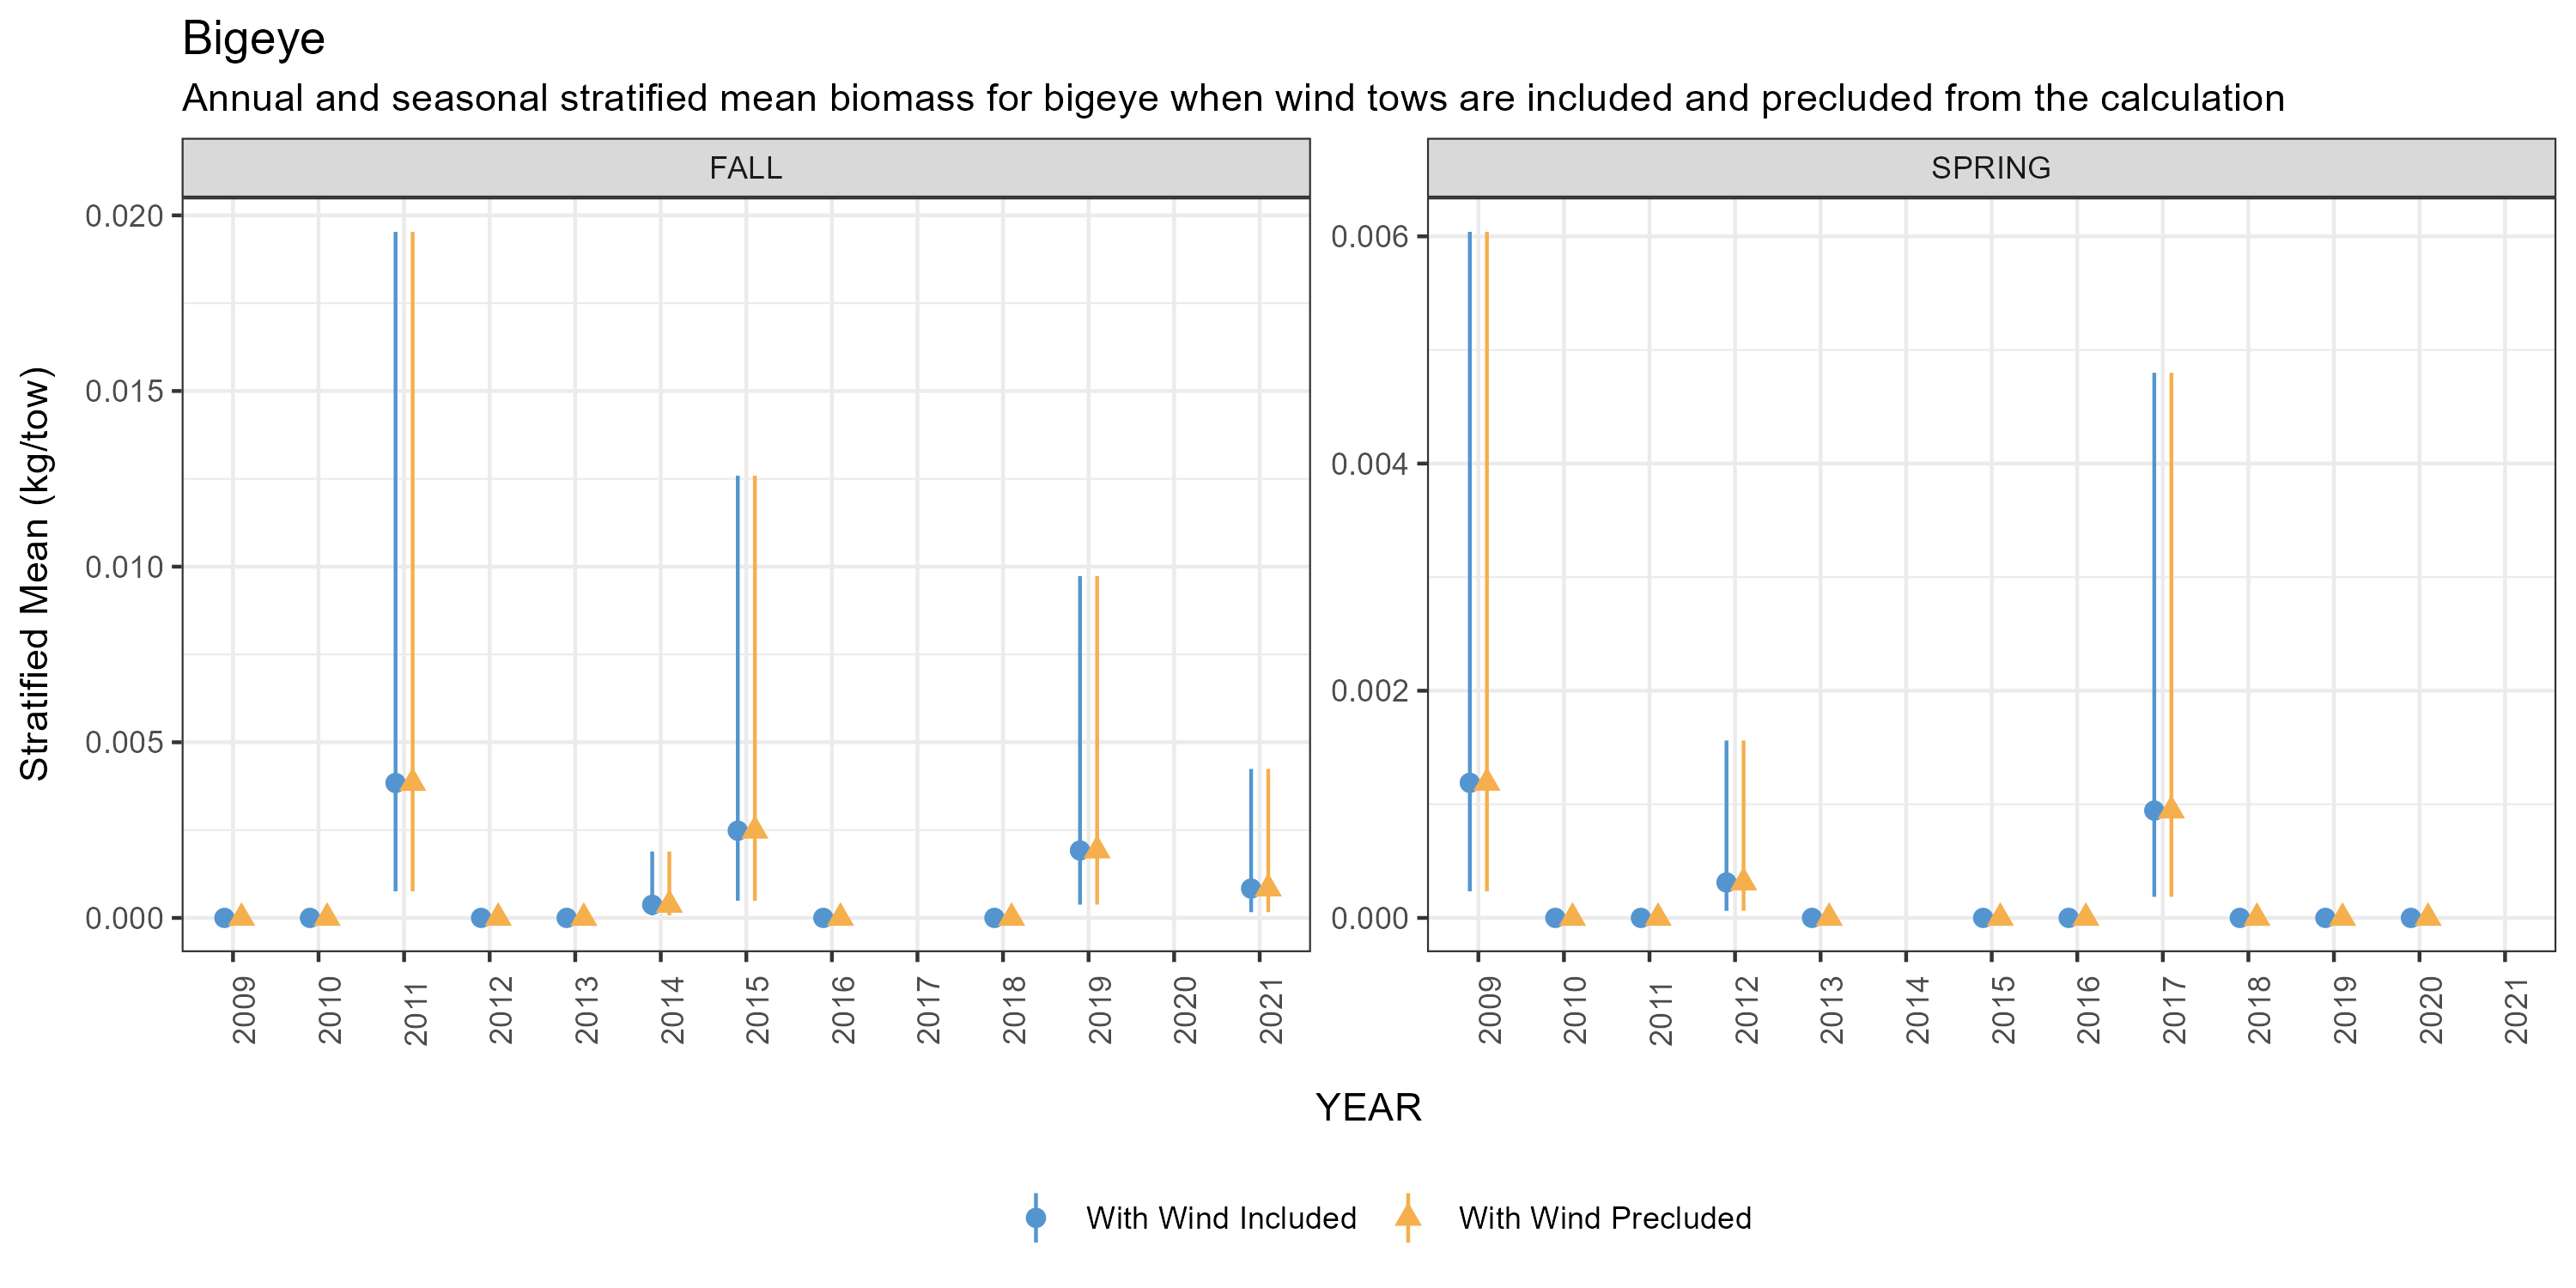 Bigeye
Annual and seasonal stratified mean biomass for bigeye when wind tows are included and precluded from the calculation
FALL
SPRING
Stratified Mean (kg/tow)
0.020
0.015
0.010
0.005
0.000
0.006
0.004
0.002
0.000
2009 2010 2011 2012 2013 2014 2015 2016 2017 2018 2019 2020 2021
2009 2010 2011 2012 2013 2014 2015 2016 2017 2018 2019 2020 2021
YEAR
With Wind Included
With Wind Precluded